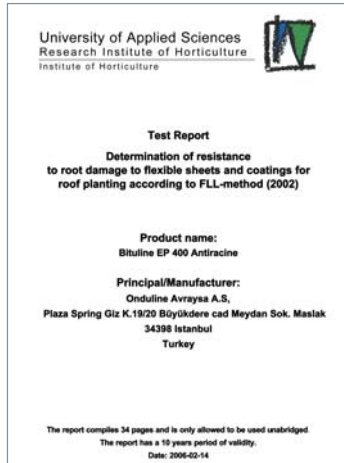 University of Applied Sciences
Research Institute of Horticulture
Institute of Horticulture
Test Report
Determination of resistance
to root damage to flexible sheets and coatings for
roof planting according to FLL-method (2002)
Product name:
Bituline EP 400 Antiracine
Principal/Manufacturer:
Onduline Avraysa A.S,
Plaza Spring Giz K.19/20 Büyükdere cad Meydan Sok. Maslak
34398 Istanbul
Turkey
The report compiles 34 pages and is only allowed to be used unabridged.
The report has a 10 years period of validity.
Date: 2006-02-14